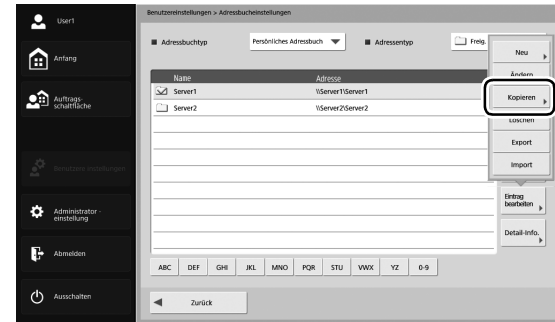 User1
Anfang
Auftrags-
schaltfläche
Benutzere instellungen
Administrator -
einstellung
Abmelden
Ausschalten
Benutzereinstellungen > Adressbucheinstellungen
Adressbuchtyp
Persönliches Adressbuch
Adressentyp
Freig.
Name Adresse
Server1 \\Server1\Server1
Server2 \\Server2\Server2
Neu
Ändern
Kopieren
Löschen
Export
Import
Eintrag
bearbeiten
Detail-Info.
ABC DEF GHI JKL MNO PQR STU VWX YZ 0-9
Zurück